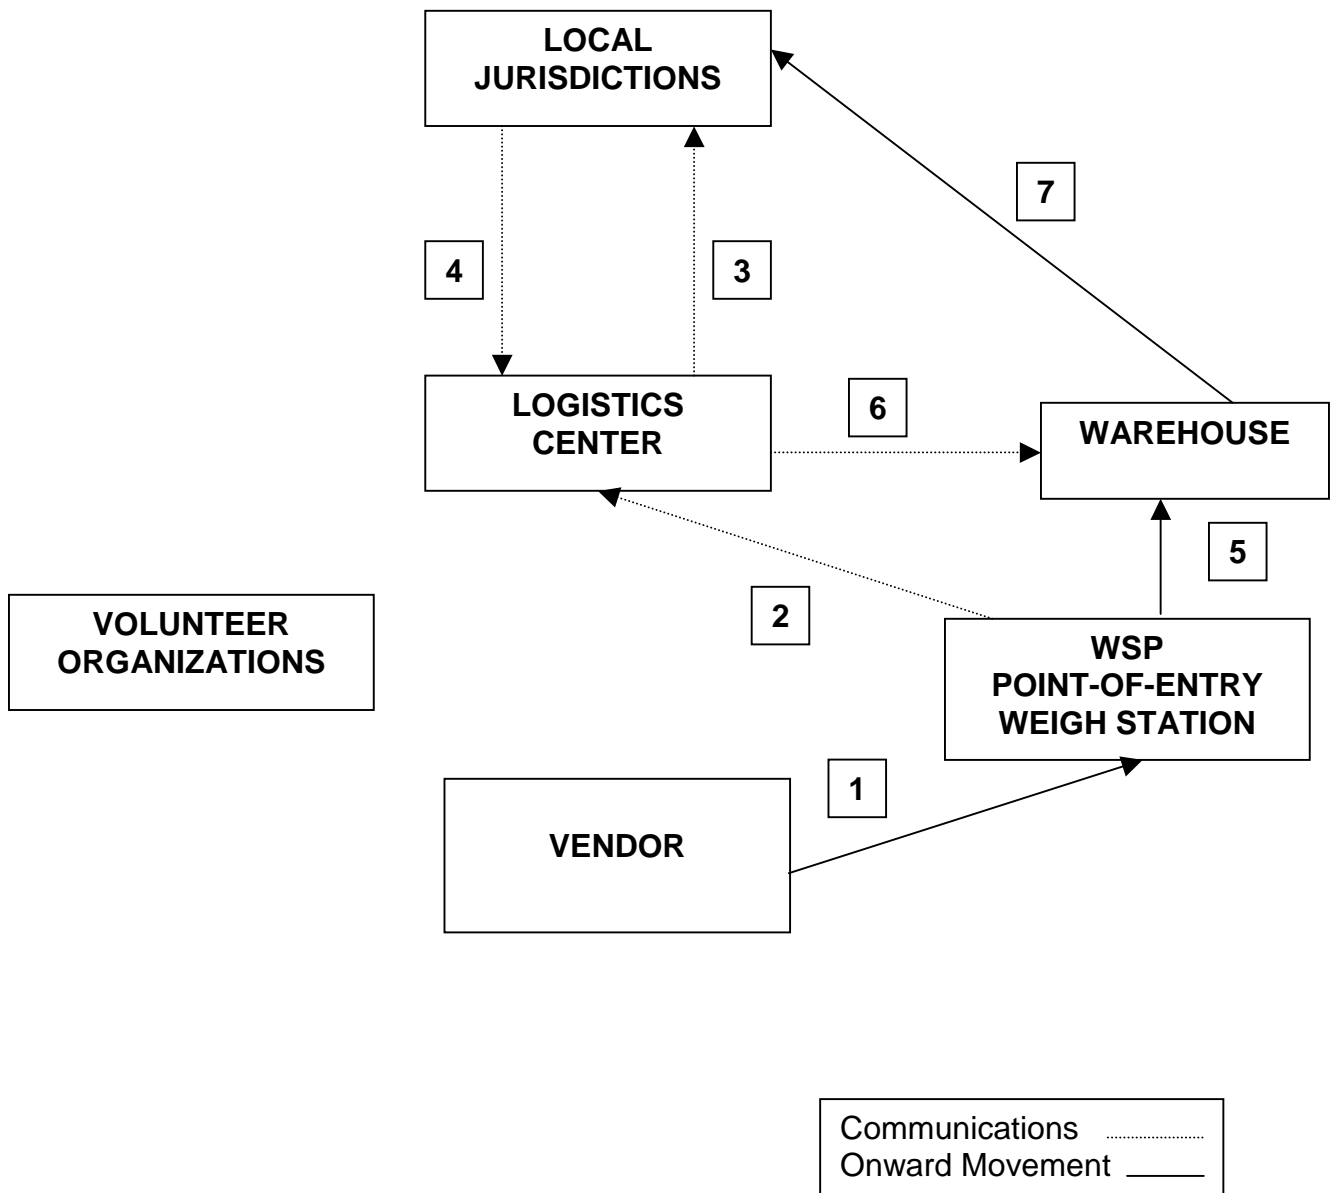 LOCAL
JURISDICTIONS
7
4
3
LOGISTICS
CENTER
6
WAREHOUSE
5
2
VOLUNTEER
ORGANIZATIONS
WSP
POINT-OF-ENTRY
WEIGH STATION
1
VENDOR
Communications
Onward Movement